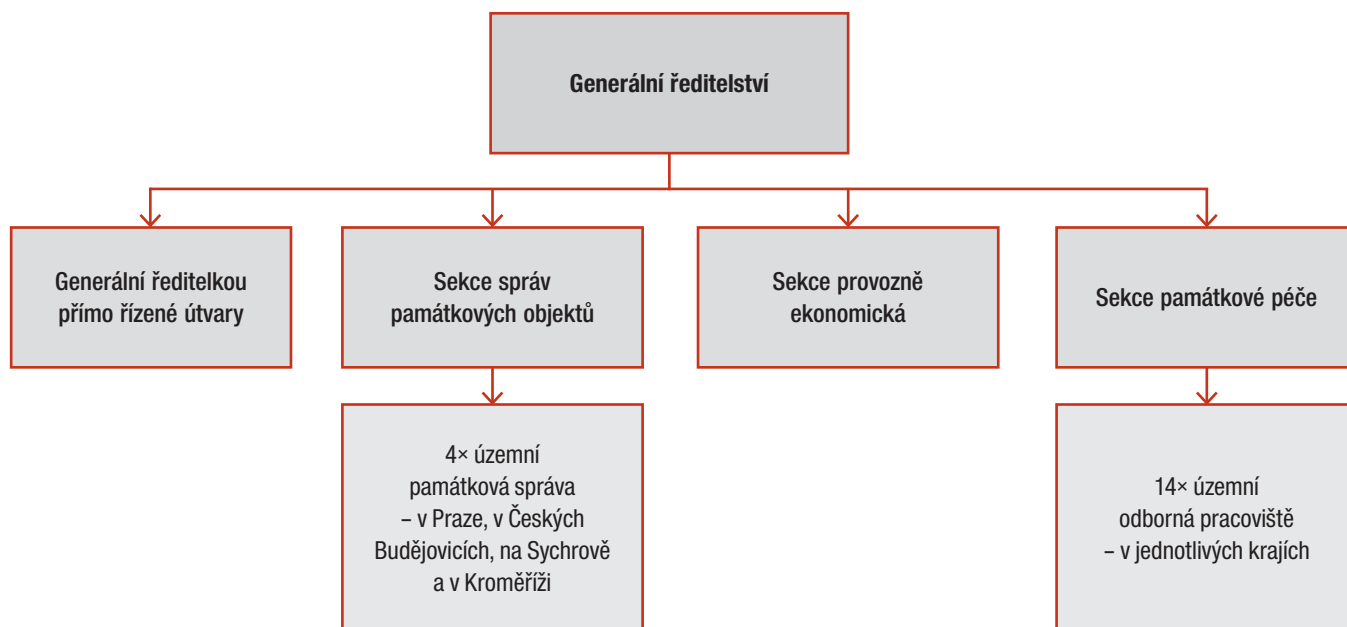 Generální ředitelství
Generální ředitelkou
přímo řízené útvary
Sekce správ
památkových objektů
Sekce provozně
ekonomická
Sekce památkové péče
4× územní
památková správa
– v Praze, v Českých
Budějovicích, na Sychrově
a v Kroměříži
14× územní
odborná pracoviště
– v jednotlivých krajích